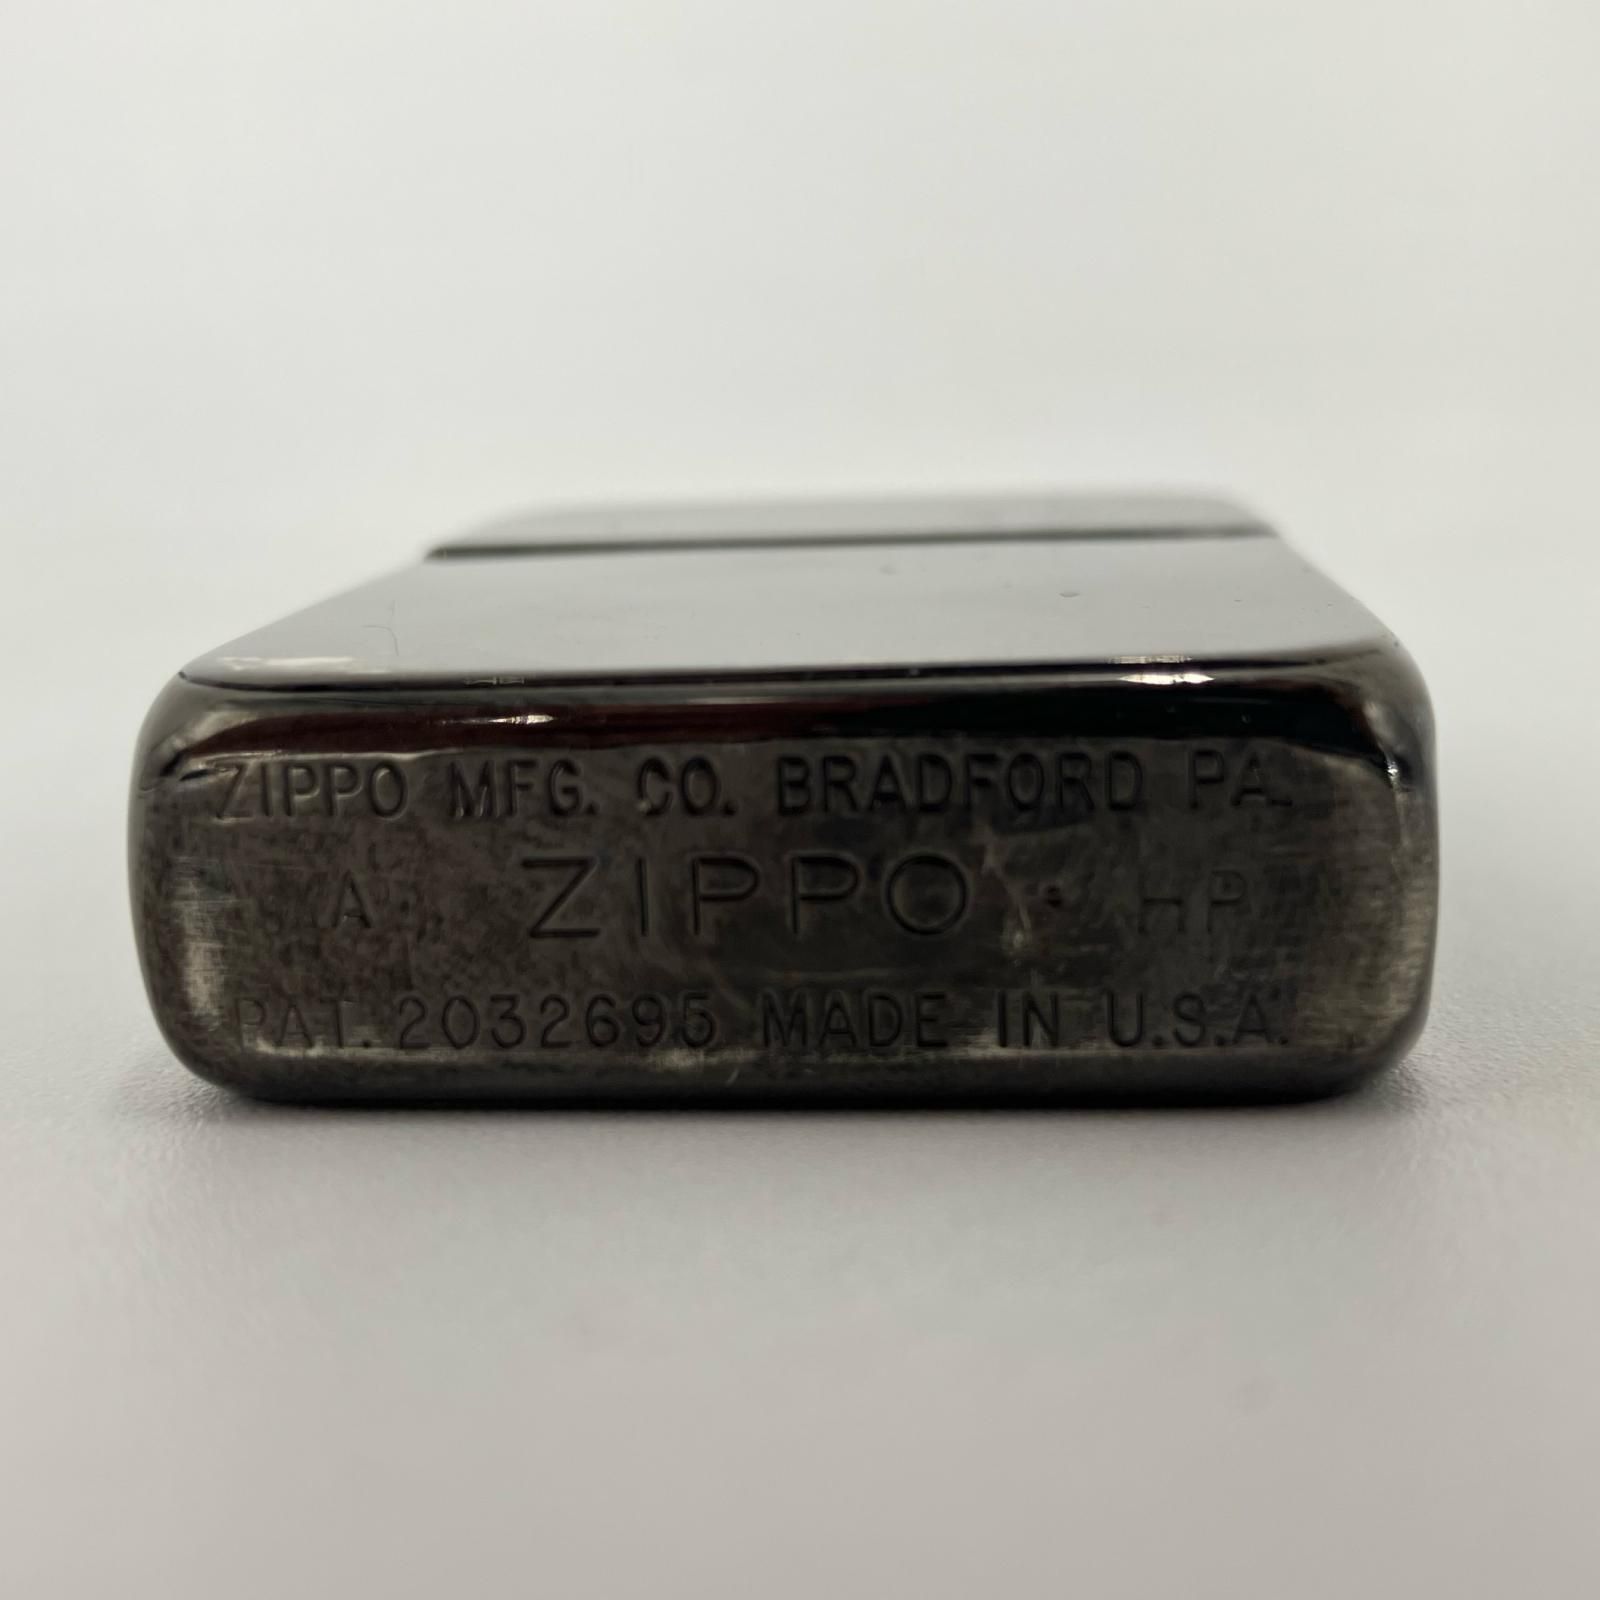 ZIPPO MFG. CO. BRADFORD PA.
A ZIPPO HP
PAT. 2032695 MADE IN U.S.A.